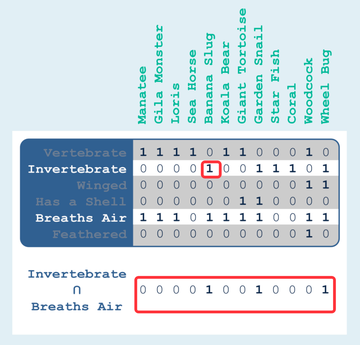 Manatee
Gila Monster
Loris
Sea Horse
Banana Slug
Koala Bear
Giant Tortoise
Garden Snail
Star Fish
Coral
Woodcock
Wheel Bug
Vertebrate 1 1 1 1 0 1 1 0 0 0 1 0
Invertebrate 0 0 0 0 1 0 0 1 1 1 0 1
Winged 0 0 0 0 0 0 0 0 0 0 1 1
Has a Shell 0 0 0 0 0 0 1 1 0 0 0 0
Breaths Air 1 1 1 0 1 1 1 1 0 0 1 1
Feathered 0 0 0 0 0 0 0 0 0 0 1 0
Invertebrate
∩ 0 0 0 0 1 0 0 1 0 0 0 1
Breaths Air